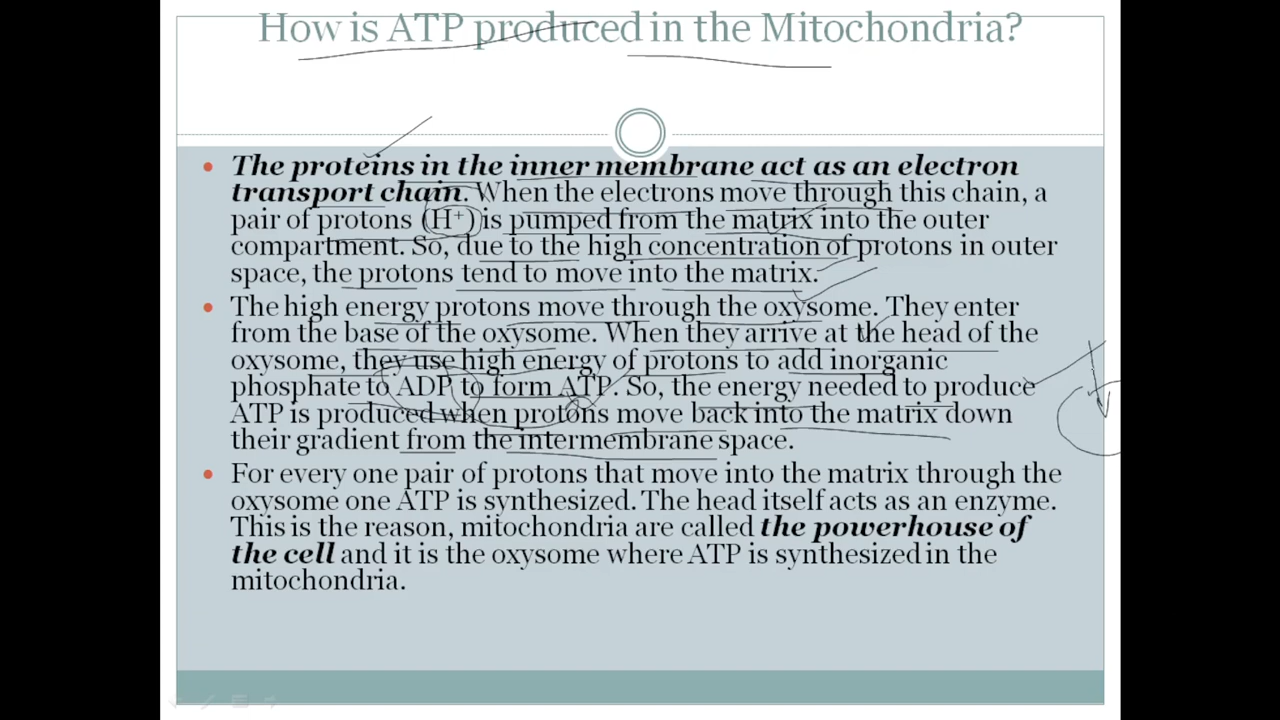 How is ATP produced in the Mitochondria?
• The proteins in the inner membrane act as an electron
transport chain. When the electrons move through this chain, a
pair of protons (H⁺) is pumped from the matrix into the outer
compartment. So, due to the high concentration of protons in outer
space, the protons tend to move into the matrix.
• The high energy protons move through the oxysome. They enter
from the base of the oxysome. When they arrive at the head of the
oxysome, they use high energy of protons to add inorganic
phosphate to ADP to form ATP. So, the energy needed to produce
ATP is produced when protons move back into the matrix down
their gradient from the intermembrane space.
• For every one pair of protons that move into the matrix through the
oxysome one ATP is synthesized. The head itself acts as an enzyme.
This is the reason, mitochondria are called the powerhouse of
the cell and it is the oxysome where ATP is synthesized in the
mitochondria.